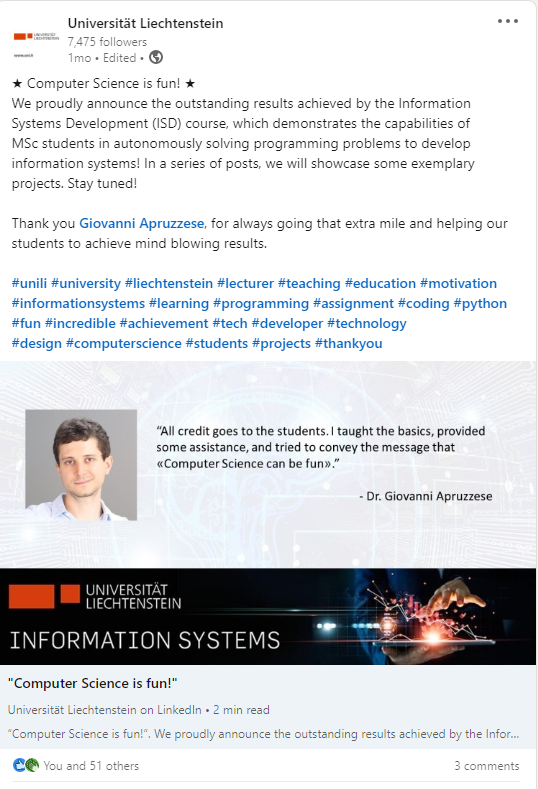 Universität Liechtenstein
7,475 followers
1mo • Edited •
★ Computer Science is fun! ★
We proudly announce the outstanding results achieved by the Information
Systems Development (ISD) course, which demonstrates the capabilities of
MSc students in autonomously solving programming problems to develop
information systems! In a series of posts, we will showcase some exemplary
projects. Stay tuned!
Thank you Giovanni Apruzzese, for always going that extra mile and helping our
students to achieve mind blowing results.
#unili #university #liechtenstein #lecturer #teaching #education #motivation
#informationsystems #learning #programming #assignment #coding #python
#fun #incredible #achievement #tech #developer #technology
#design #computerscience #students #projects #thankyou
“All credit goes to the students. I taught the basics, provided
some assistance, and tried to convey the message that
«Computer Science can be fun».”
- Dr. Giovanni Apruzzese
UNIVERSITÄT
LIECHTENSTEIN
INFORMATION SYSTEMS
"Computer Science is fun!"
Universität Liechtenstein on LinkedIn • 2 min read
“Computer Science is fun!”. We proudly announce the outstanding results achieved by the Infor...
You and 51 others
3 comments